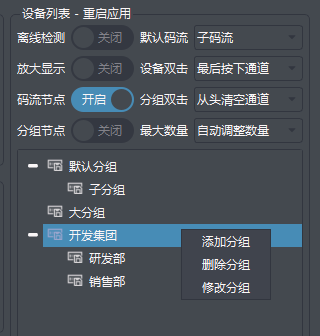 设备列表 - 重启应用
离线检测 关闭 默认码流 子码流
放大显示 关闭 设备双击 最后按下通道
码流节点 开启 分组双击 从头清空通道
分组节点 关闭 最大数量 自动调整数量
默认分组
子分组
大分组
开发集团
添加分组
研发部
删除分组
销售部
修改分组